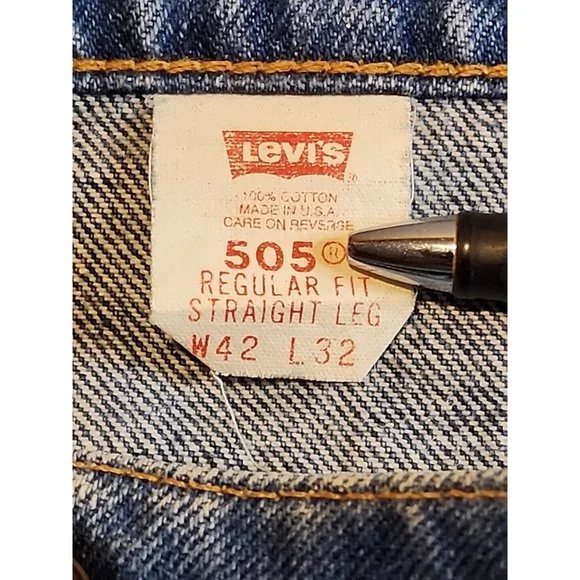 LEVI'S
100% COTTON
MADE IN U.S.A.
CARE ON REVERSE
505®
REGULAR FIT
STRAIGHT LEG
W42 L32